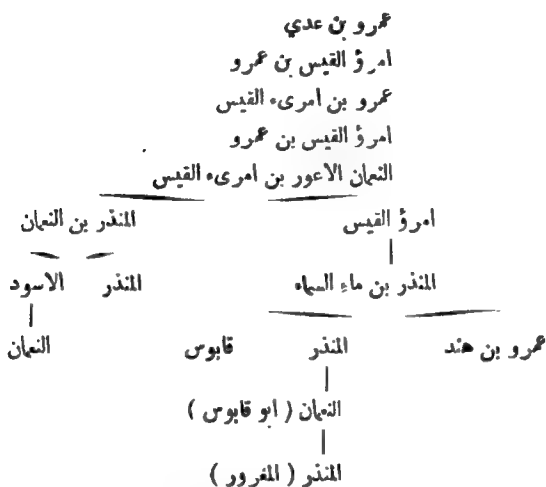 عمرو بن عدي
امرؤ القيس بن عمرو
عمرو بن امرىء القيس
امرؤ القيس بن عمرو
النعمان الاعور بن امرىء القيس
امرؤ القيس المنذر بن النعمان
المنذر بن ماء السماء المنذر الاسود
عمرو بن هند المنذر قابوس النعمان
النعمان ( ابو قابوس )
المنذر ( المغرور )